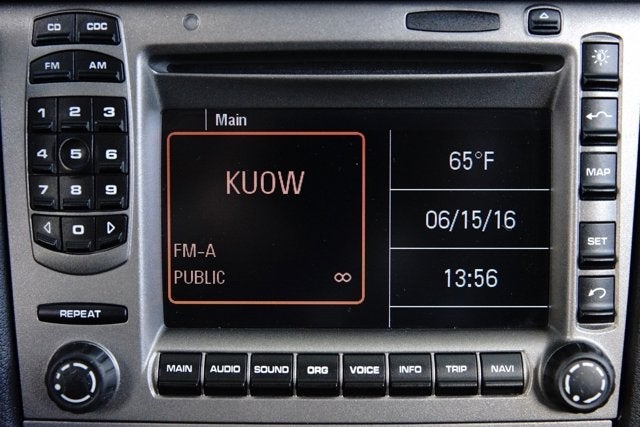 CD CDC
FM AM
1 2 3
4 5 6
7 8 9
0
REPEAT
Main
KUOW
FM-A
PUBLIC ∞
65°F
06/15/16
13:56
MAP
SET
MAIN AUDIO SOUND ORG VOICE INFO TRIP NAVI